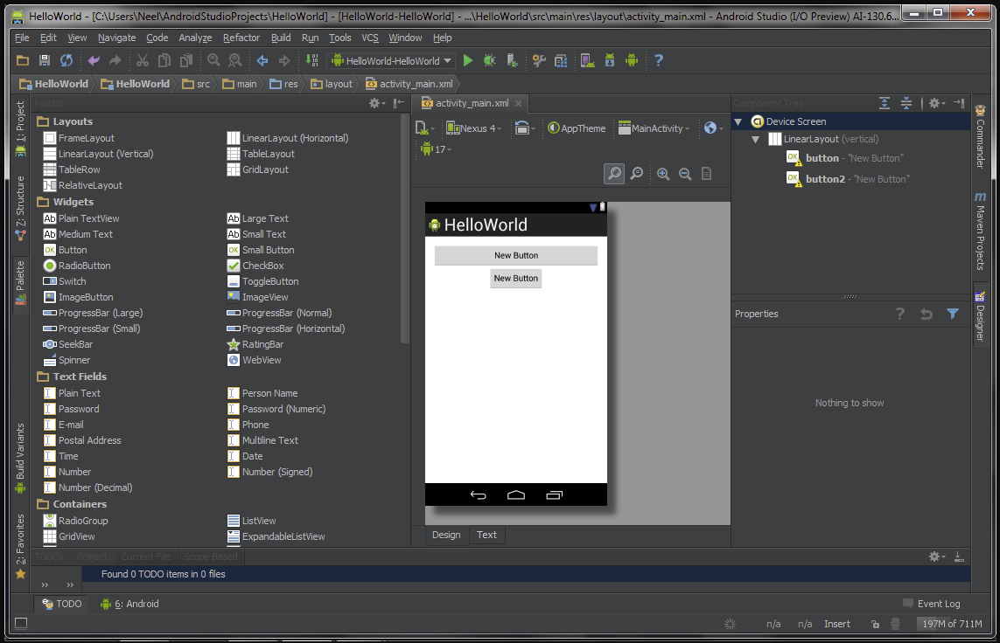 HelloWorld - [C:\Users\Neel\AndroidStudioProjects\HelloWorld] - [HelloWorld-HelloWorld] - ...\HelloWorld\src\main\res\layout\activity_main.xml - Android Studio (I/O Preview) AI-130.6...
File Edit View Navigate Code Analyze Refactor Build Run Tools VCS Window Help
HelloWorld-HelloWorld
HelloWorld HelloWorld src main res layout activity_main.xml
1: Project
Z: Structure
Palette
Build Variants
2: Favorites
Palette
Layouts
FrameLayout LinearLayout (Horizontal)
LinearLayout (Vertical) TableLayout
TableRow GridLayout
RelativeLayout
Widgets
Plain TextView Large Text
Medium Text Small Text
Button Small Button
RadioButton CheckBox
Switch ToggleButton
ImageButton ImageView
ProgressBar (Large) ProgressBar (Normal)
ProgressBar (Small) ProgressBar (Horizontal)
SeekBar RatingBar
Spinner WebView
Text Fields
Plain Text Person Name
Password Password (Numeric)
E-mail Phone
Postal Address Multiline Text
Time Date
Number Number (Signed)
Number (Decimal)
Containers
RadioGroup ListView
GridView ExpandableListView
activity_main.xml
Nexus 4 AppTheme MainActivity
17
HelloWorld
New Button
New Button
Design Text
Component Tree
Device Screen
LinearLayout (vertical)
button - "New Button"
button2 - "New Button"
Properties
Nothing to show
Commander
Maven Projects
Designer
TODO: Project Current File Scope Based
Found 0 TODO items in 0 files
TODO 6: Android Event Log
n/a n/a Insert 197M of 711M